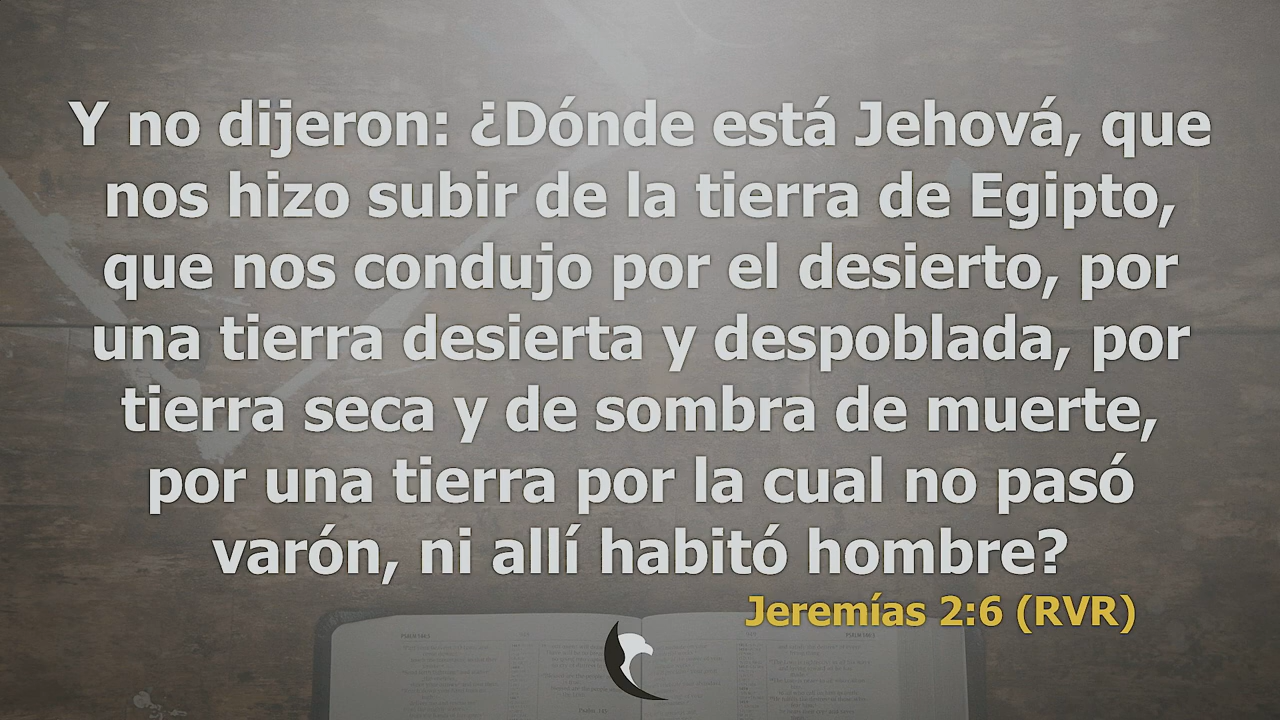 Y no dijeron: ¿Dónde está Jehová, que
nos hizo subir de la tierra de Egipto,
que nos condujo por el desierto, por
una tierra desierta y despoblada, por
tierra seca y de sombra de muerte,
por una tierra por la cual no pasó
varón, ni allí habitó hombre?
Jeremías 2:6 (RVR)